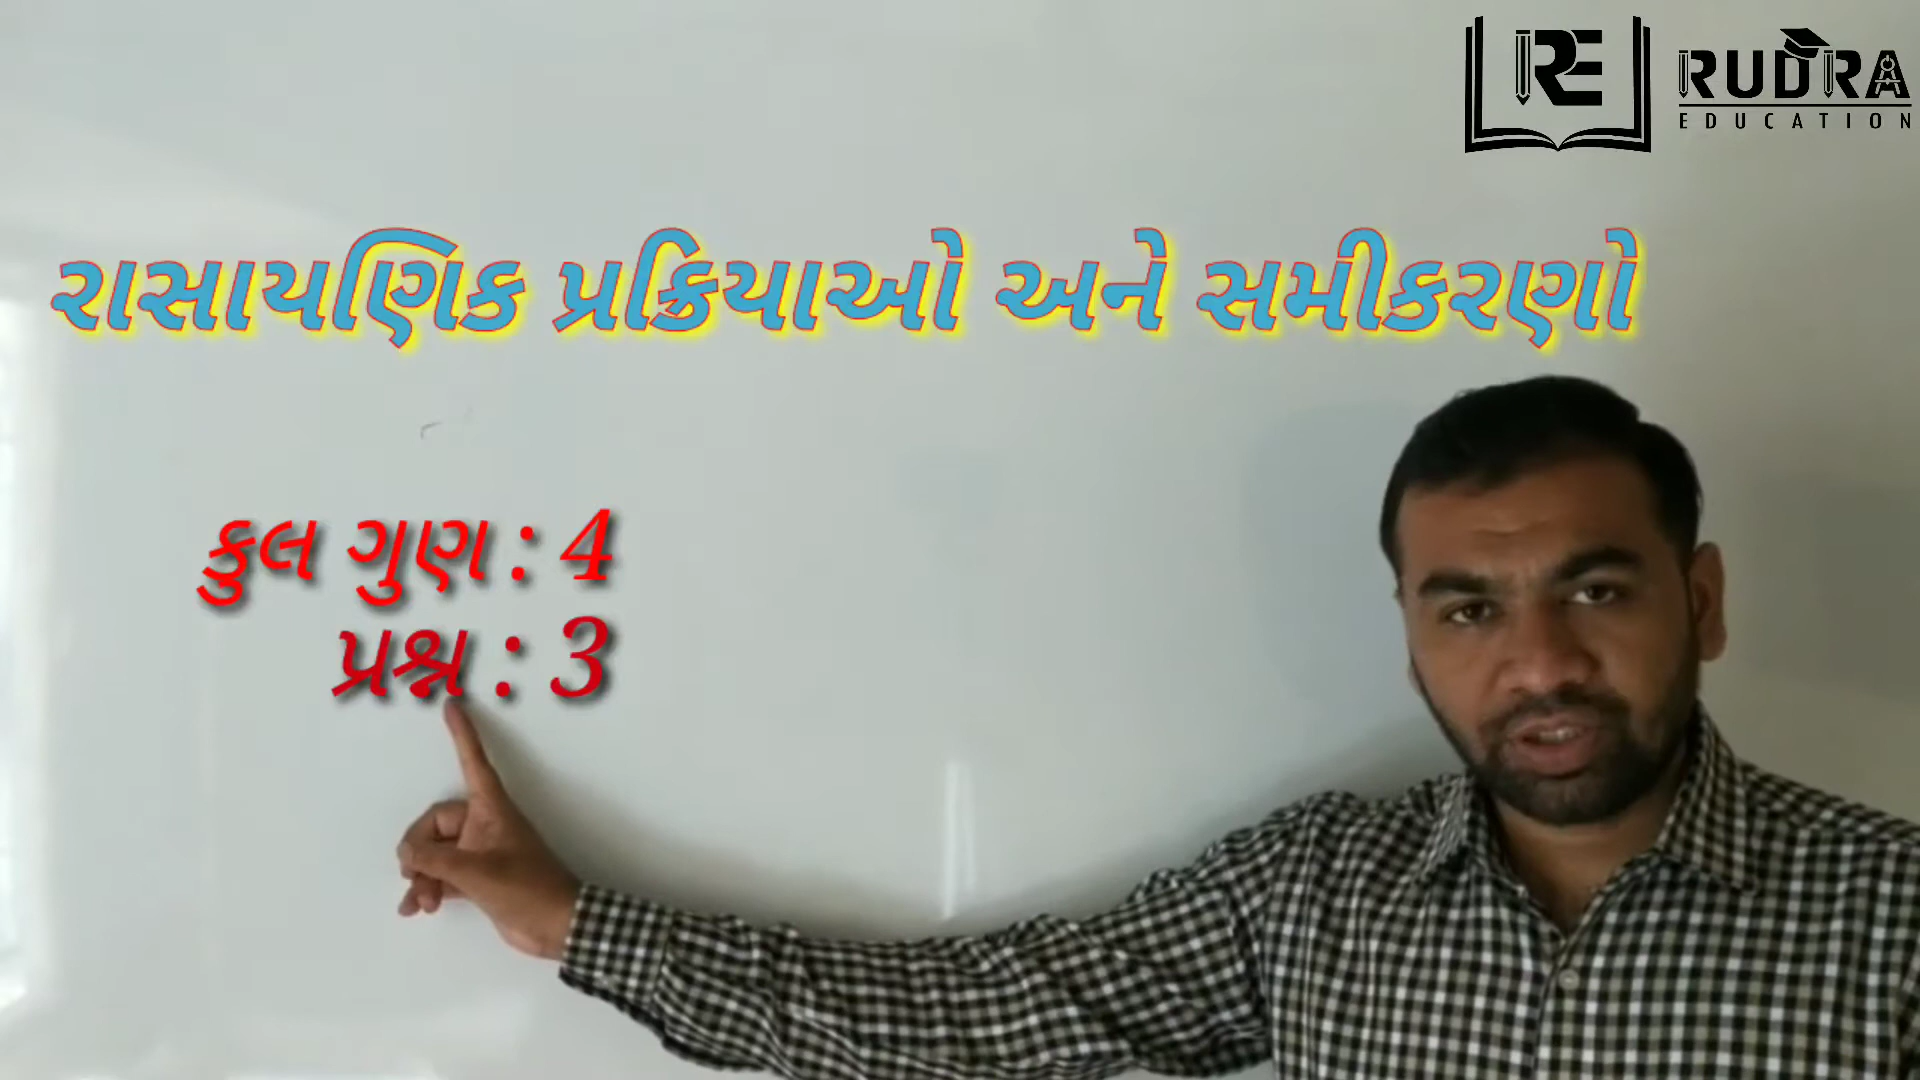 RE
RUDRA
EDUCATION
રાસાયણિક પ્રક્રિયાઓ અને સમીકરણો
કુલ ગુણ : 4
પ્રશ્ન : 3